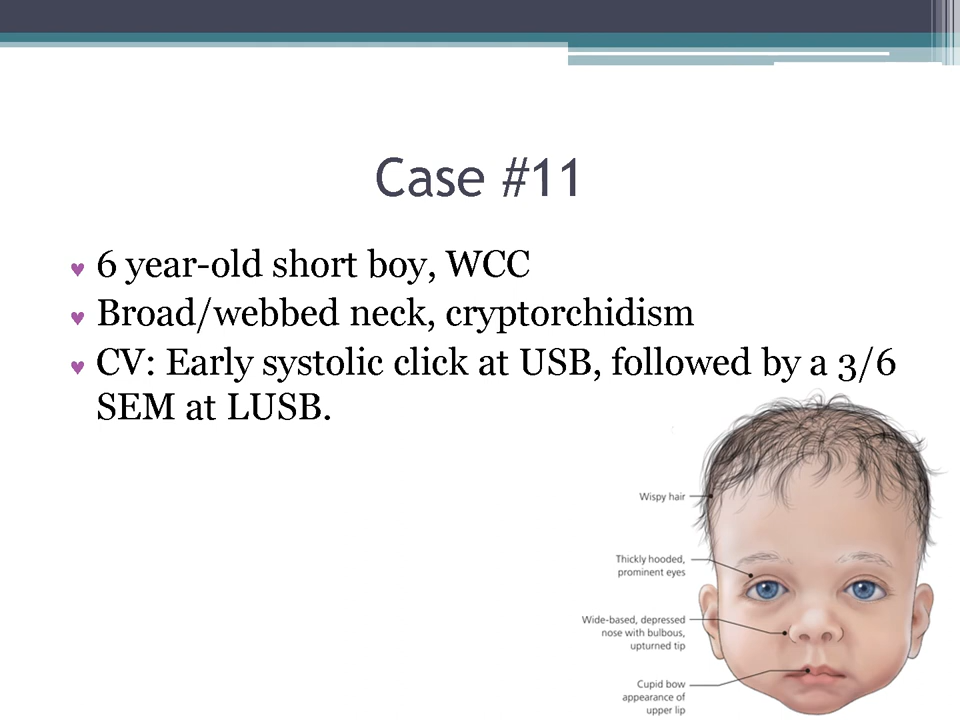 Case #11
♥ 6 year-old short boy, WCC
♥ Broad/webbed neck, cryptorchidism
♥ CV: Early systolic click at USB, followed by a 3/6
SEM at LUSB.
Wispy hair
Thickly hooded,
prominent eyes
Wide-based, depressed
nose with bulbous,
upturned tip
Cupid bow
appearance of
upper lip